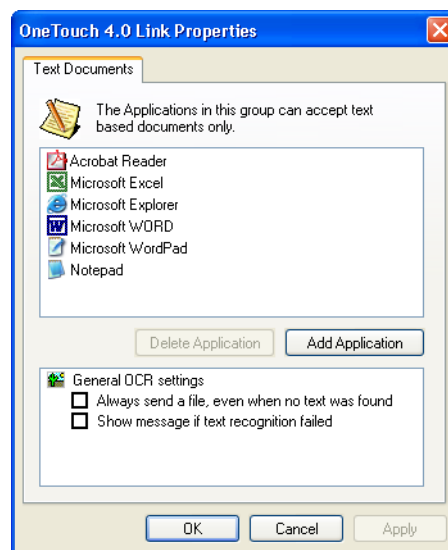 OneTouch 4.0 Link Properties
Text Documents
The Applications in this group can accept text
based documents only.
Acrobat Reader
Microsoft Excel
Microsoft Explorer
Microsoft WORD
Microsoft WordPad
Notepad
Delete Application
Add Application
General OCR settings
Always send a file, even when no text was found
Show message if text recognition failed
OK
Cancel
Apply